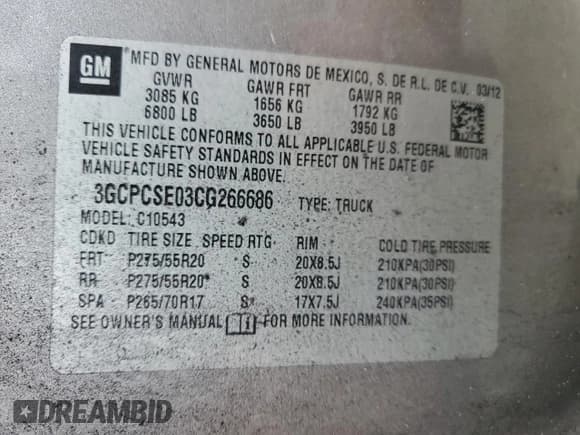 GM
MFD BY GENERAL MOTORS DE MEXICO, S. DE R.L. DE C.V. 03/12
GVWR GAWR FRT GAWR RR
3085 KG 1656 KG 1792 KG
6800 LB 3650 LB 3950 LB
THIS VEHICLE CONFORMS TO ALL APPLICABLE U.S. FEDERAL MOTOR
VEHICLE SAFETY STANDARDS IN EFFECT ON THE DATE OF
MANUFACTURE SHOWN ABOVE.
3GCPCSE03CG266686 TYPE: TRUCK
MODEL: C10543
CDKD TIRE SIZE SPEED RTG RIM COLD TIRE PRESSURE
FRT P275/55R20 S 20X8.5J 210KPA(30PSI)
RR P275/55R20 S 20X8.5J 210KPA(30PSI)
SPA P265/70R17 S 17X7.5J 240KPA(35PSI)
SEE OWNER'S MANUAL FOR MORE INFORMATION.
DREAMBID